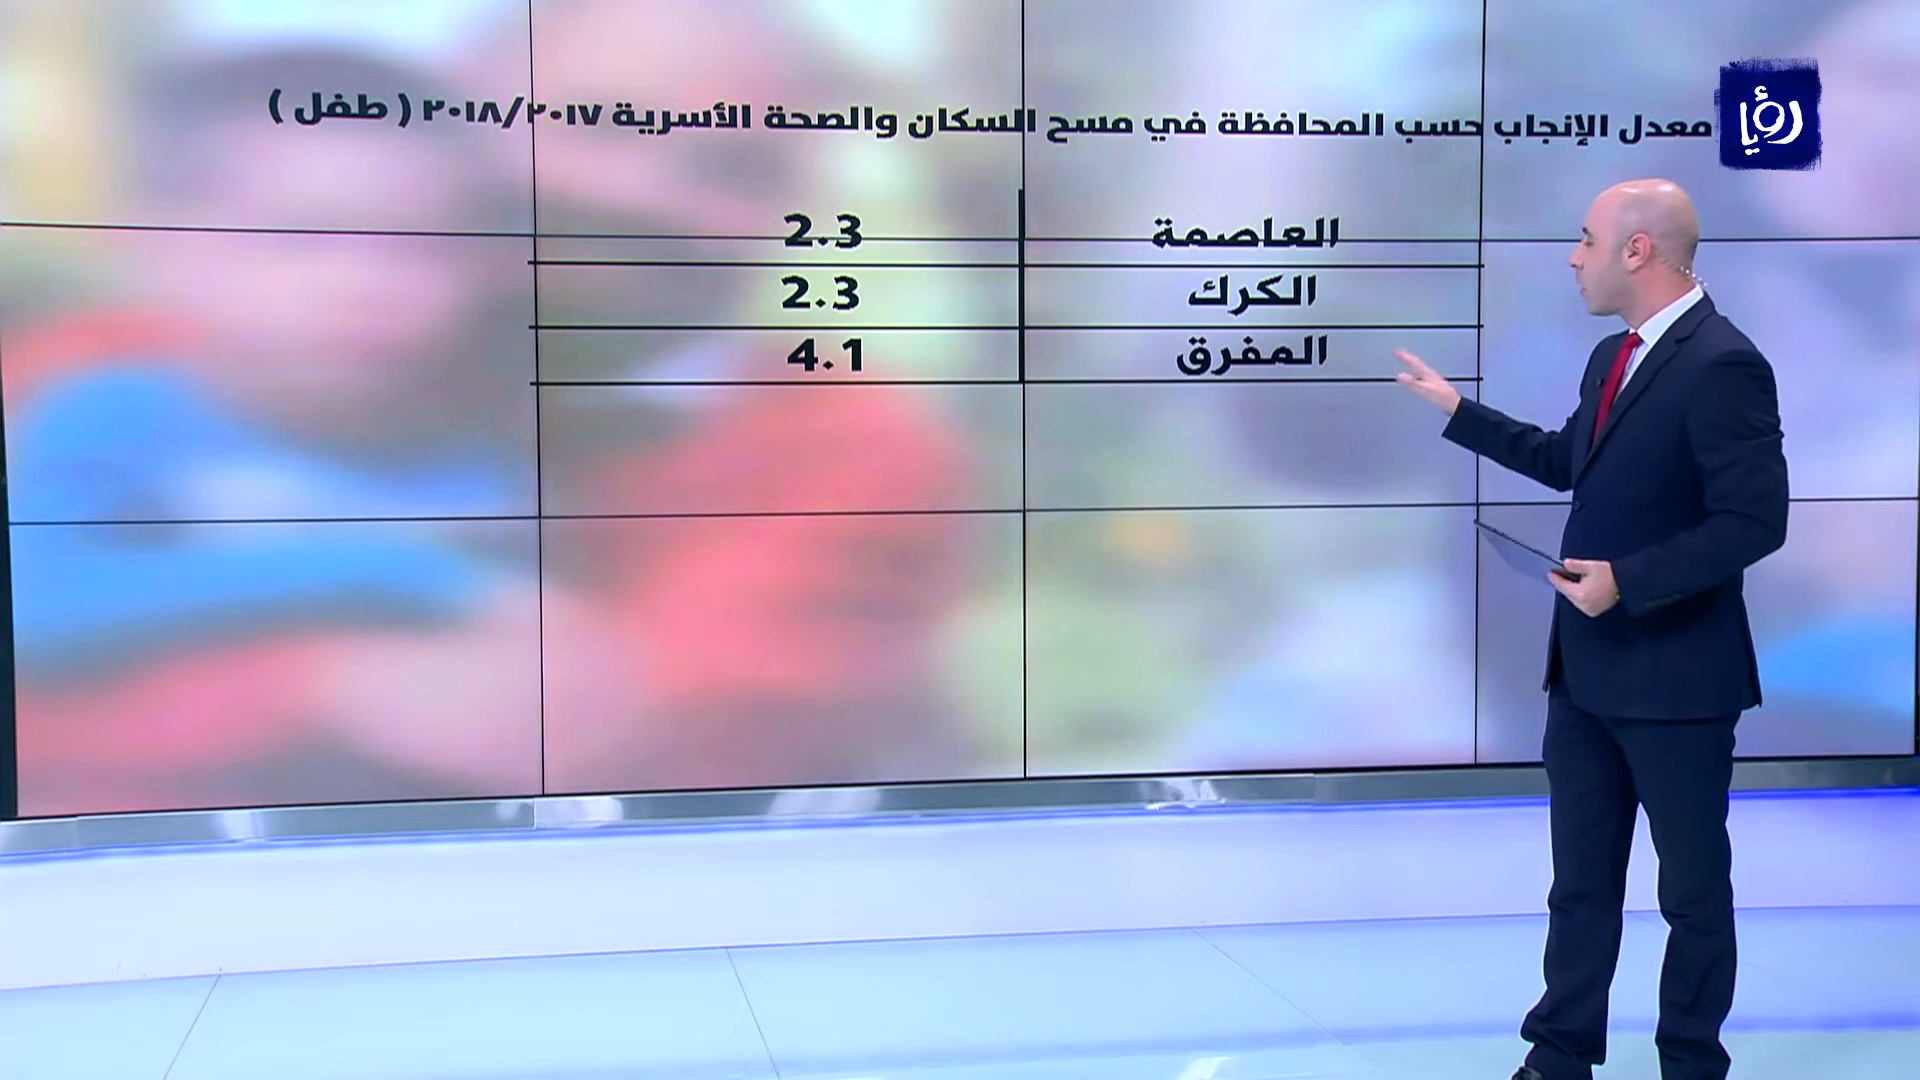 معدل الإنجاب حسب المحافظة في مسح السكان والصحة الأسرية ٢٠١٨/٢٠١٧ ( طفل )
رؤيا
العاصمة 2.3
الكرك 2.3
المفرق 4.1